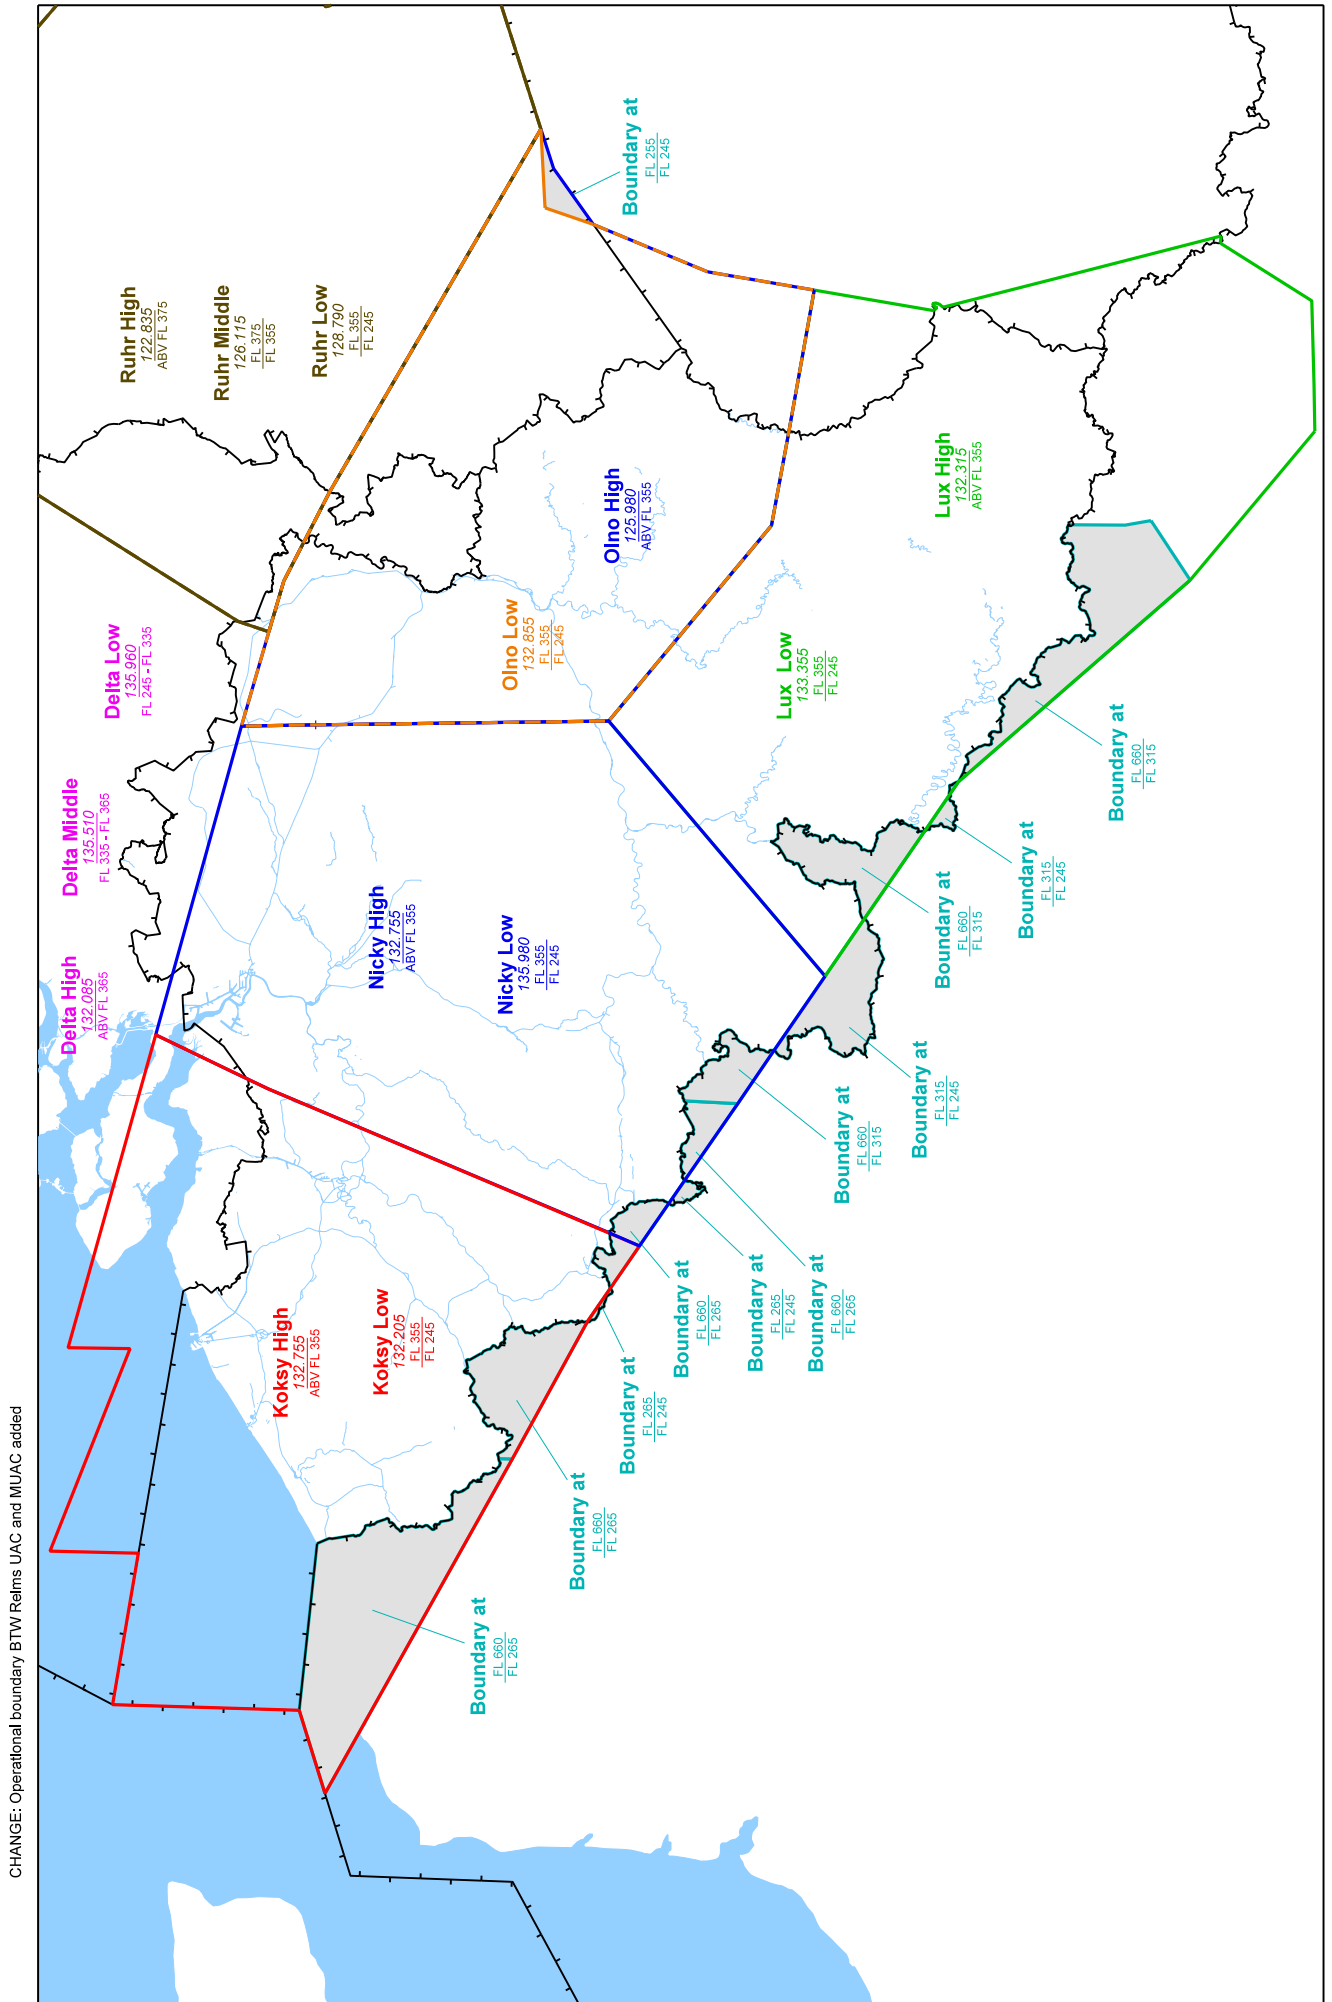 CHANGE: Operational boundary BTW Reims UAC and MUAC added
Delta High
132.085
ABV FL 365
Delta Middle
135.510
FL 335 - FL 365
Delta Low
135.960
FL 245 - FL 335
Ruhr High
122.835
ABV FL 375
Ruhr Middle
126.115
FL 375
FL 355
Ruhr Low
128.790
FL 355
FL 245
Koksy High
132.755
ABV FL 355
Koksy Low
132.205
FL 355
FL 245
Nicky High
132.755
ABV FL 355
Nicky Low
135.980
FL 355
FL 245
Olno Low
132.855
FL 355
FL 245
Olno High
125.980
ABV FL 355
Lux Low
133.355
FL 355
FL 245
Lux High
132.315
ABV FL 355
Boundary at
FL 255
FL 245
Boundary at
FL 660
FL 265
Boundary at
FL 660
FL 265
Boundary at
FL 265
FL 245
Boundary at
FL 660
FL 265
Boundary at
FL 265
FL 245
Boundary at
FL 660
FL 265
Boundary at
FL 660
FL 315
Boundary at
FL 315
FL 245
Boundary at
FL 660
FL 315
Boundary at
FL 315
FL 245
Boundary at
FL 660
FL 315